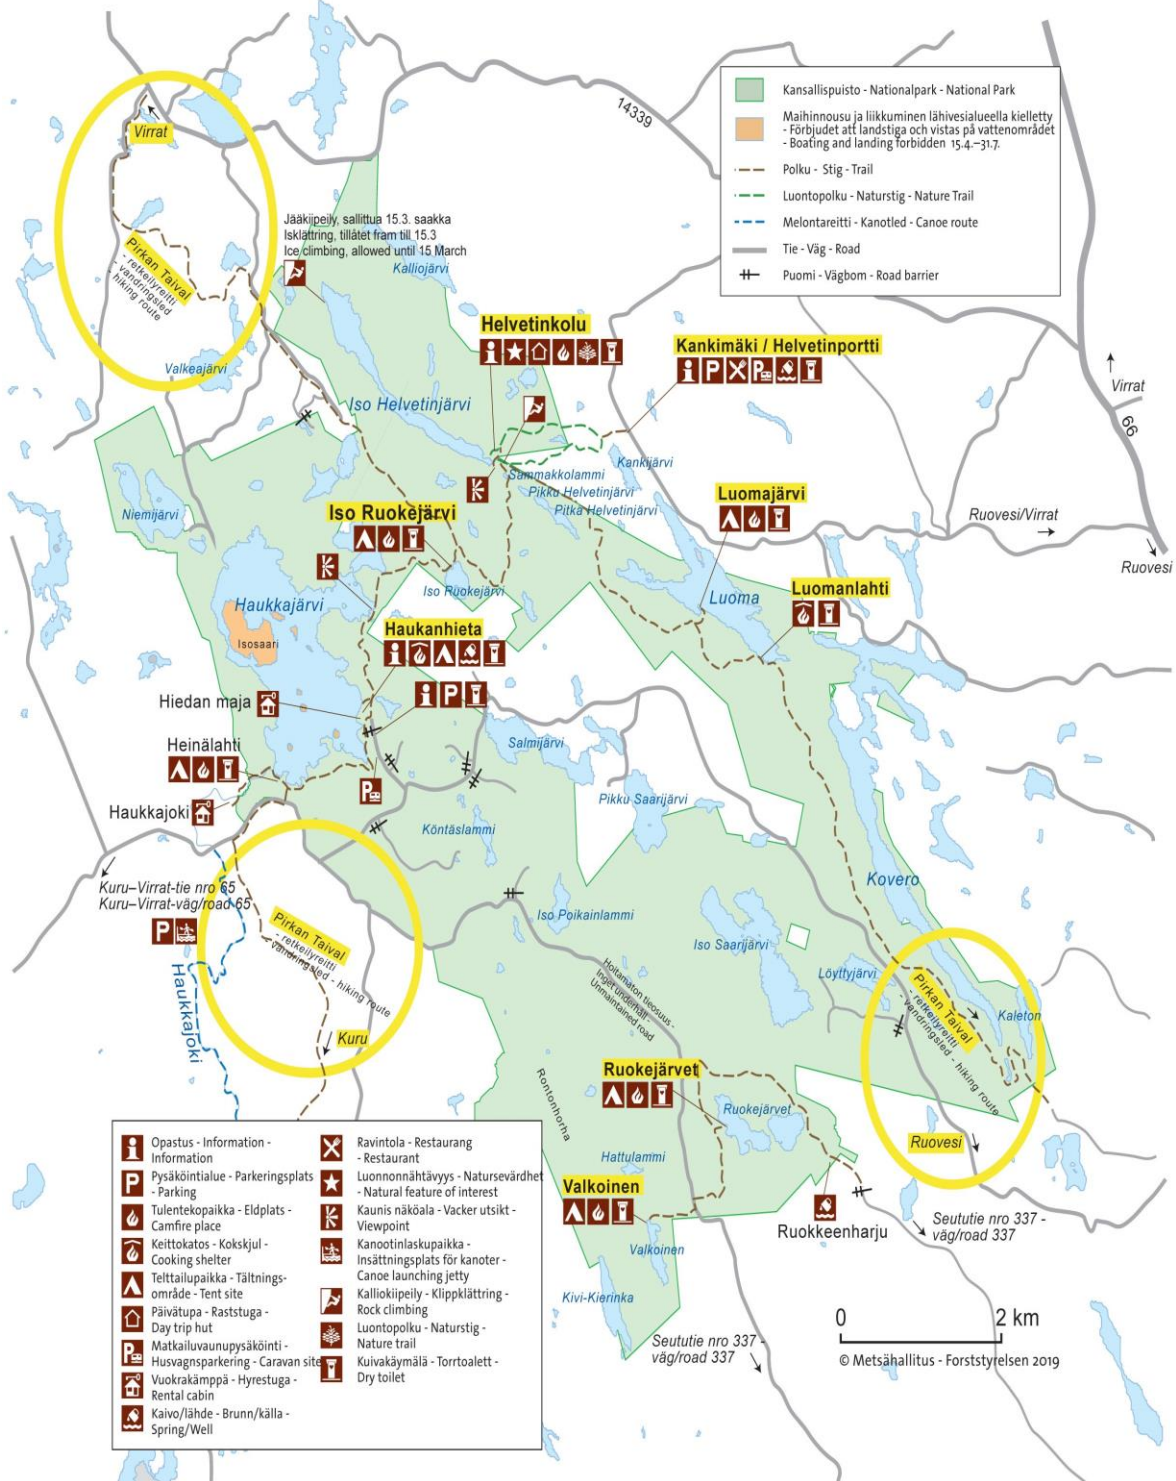 Virrat
Pirkan Taival
- retkeilyreitti
- vandringsled
- hiking route
Valkeajärvi
14339
Kansallispuisto - Nationalpark - National Park
Maihinnousu ja liikkuminen lähivesialueella kielletty
- Förbjudet att landstiga och vistas på vattenområdet
- Boating and landing forbidden 15.4.–31.7.
Polku - Stig - Trail
Luontopolku - Naturstig - Nature Trail
Melontareitti - Kanotled - Canoe route
Tie - Väg - Road
Puomi - Vägbom - Road barrier
Jääkiipeily, sallittua 15.3. saakka
Isklättring, tillåtet fram till 15.3
Ice climbing, allowed until 15 March
Kalliojärvi
Helvetinkolu
Kankimäki / Helvetinportti
Iso Helvetinjärvi
Virrat
66
Kankijärvi
Sammakkolammi
Pikku Helvetinjärvi
Pitkä Helvetinjärvi
Luomajärvi
Niemijärvi
Iso Ruokejärvi
Ruovesi/Virrat
Ruovesi
Iso Ruokejärvi
Haukkajärvi
Isosaari
Luoma
Luomanlahti
Haukanhieta
Hiedan maja
Heinälahti
Salmijärvi
Haukkajoki
Pikku Saarijärvi
Köntäslammi
Kovero
Kuru–Virrat-tie nro 65
Kuru–Virrat-väg/road 65
Pirkan Taival
- retkeilyreitti
- vandringsled - hiking route
Kuru
Haukkajoki
Iso Poikainlammi
Iso Saarijärvi
Löyttyjärvi
Hoitamaton tieosuus -
Inget underhåll -
Unmaintained road
Pirkan Taival
- retkeilyreitti
- vandringsled - hiking route
Kaleton
Ruovesi
Rontonhorha
Ruokejärvet
Ruokejärvet
Hattulammi
Valkoinen
Valkoinen
Kivi-Kierinka
Ruokkeenharju
Seututie nro 337 -
väg/road 337
Seututie nro 337 -
väg/road 337
0 2 km
© Metsähallitus - Forststyrelsen 2019
Opastus - Information -
Information
Pysäköintialue - Parkeringsplats
- Parking
Tulentekopaikka - Eldplats -
Camfire place
Keittokatos - Kokskjul -
Cooking shelter
Telttailupaikka - Tältnings-
område - Tent site
Päivätupa - Raststuga -
Day trip hut
Matkailuvaunupysäköinti -
Husvagnsparkering - Caravan site
Vuokrakämppä - Hyrestuga -
Rental cabin
Kaivo/lähde - Brunn/källa -
Spring/Well
Ravintola - Restaurang
- Restaurant
Luonnonnähtävyys - Natursevärdhet
- Natural feature of interest
Kaunis näköala - Vacker utsikt -
Viewpoint
Kanootinlaskupaikka -
Insättningsplats för kanoter -
Canoe launching jetty
Kalliokiipeily - Klippklättring -
Rock climbing
Luontopolku - Naturstig -
Nature trail
Kuivakäymälä - Torrtoalett -
Dry toilet